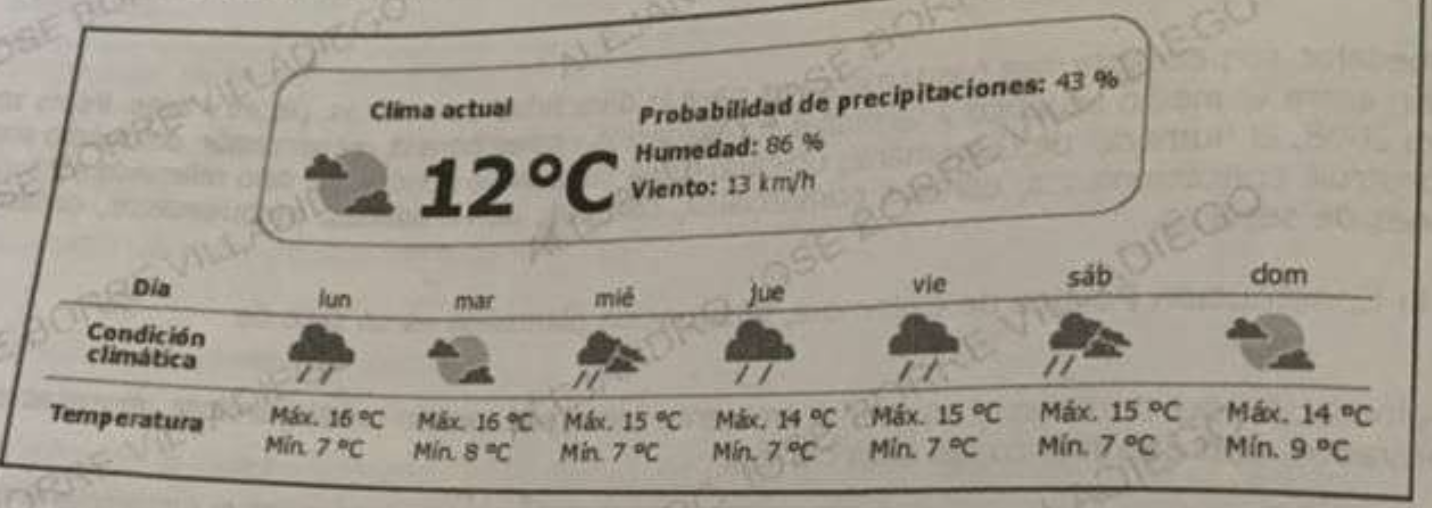 Clima actual
12°C
Probabilidad de precipitaciones: 43 %
Humedad: 86 %
Viento: 13 km/h
Día lun mar mié jue vie sáb dom
Condición
climática
Temperatura Máx. 16 °C Máx. 16 °C Máx. 15 °C Máx. 14 °C Máx. 15 °C Máx. 15 °C Máx. 14 °C
Mín. 7 °C Mín. 8 °C Mín. 7 °C Mín. 7 °C Mín. 7 °C Mín. 7 °C Mín. 9 °C
JOSE BORRE VILLADIEGO